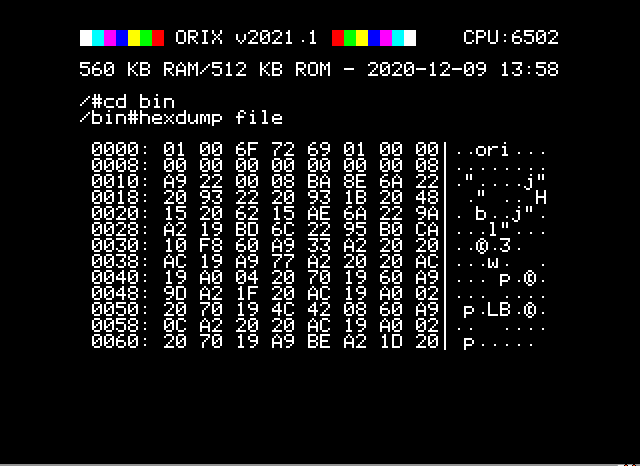 ORIX v2021.1 CPU:6502
560 KB RAM/512 KB ROM - 2020-12-09 13:58
/#cd bin
/bin#hexdump file
0000: 01 00 6F 72 69 01 00 00| ..ori...
0008: 00 00 00 00 00 00 00 08| ........
0010: A9 22 00 08 BA 8E 6A 22| ."....j"
0018: 20 93 22 20 93 1B 20 48| ." .. H
0020: 15 20 62 15 AE 6A 22 9A| . b..j".
0028: A2 19 BD 6C 22 95 B0 CA| ...l"...
0030: 10 F8 60 A9 33 A2 20 20| ..©.3.
0038: AC 19 A9 77 A2 20 20 AC| ...w. .
0040: 19 A0 04 20 70 19 60 A9| ... p.©.
0048: 9D A2 1F 20 AC 19 A0 02| ... ....
0050: 20 70 19 4C 42 08 60 A9| p.LB.©.
0058: 0C A2 20 20 AC 19 A0 02| .. ....
0060: 20 70 19 A9 BE A2 1D 20| p.....